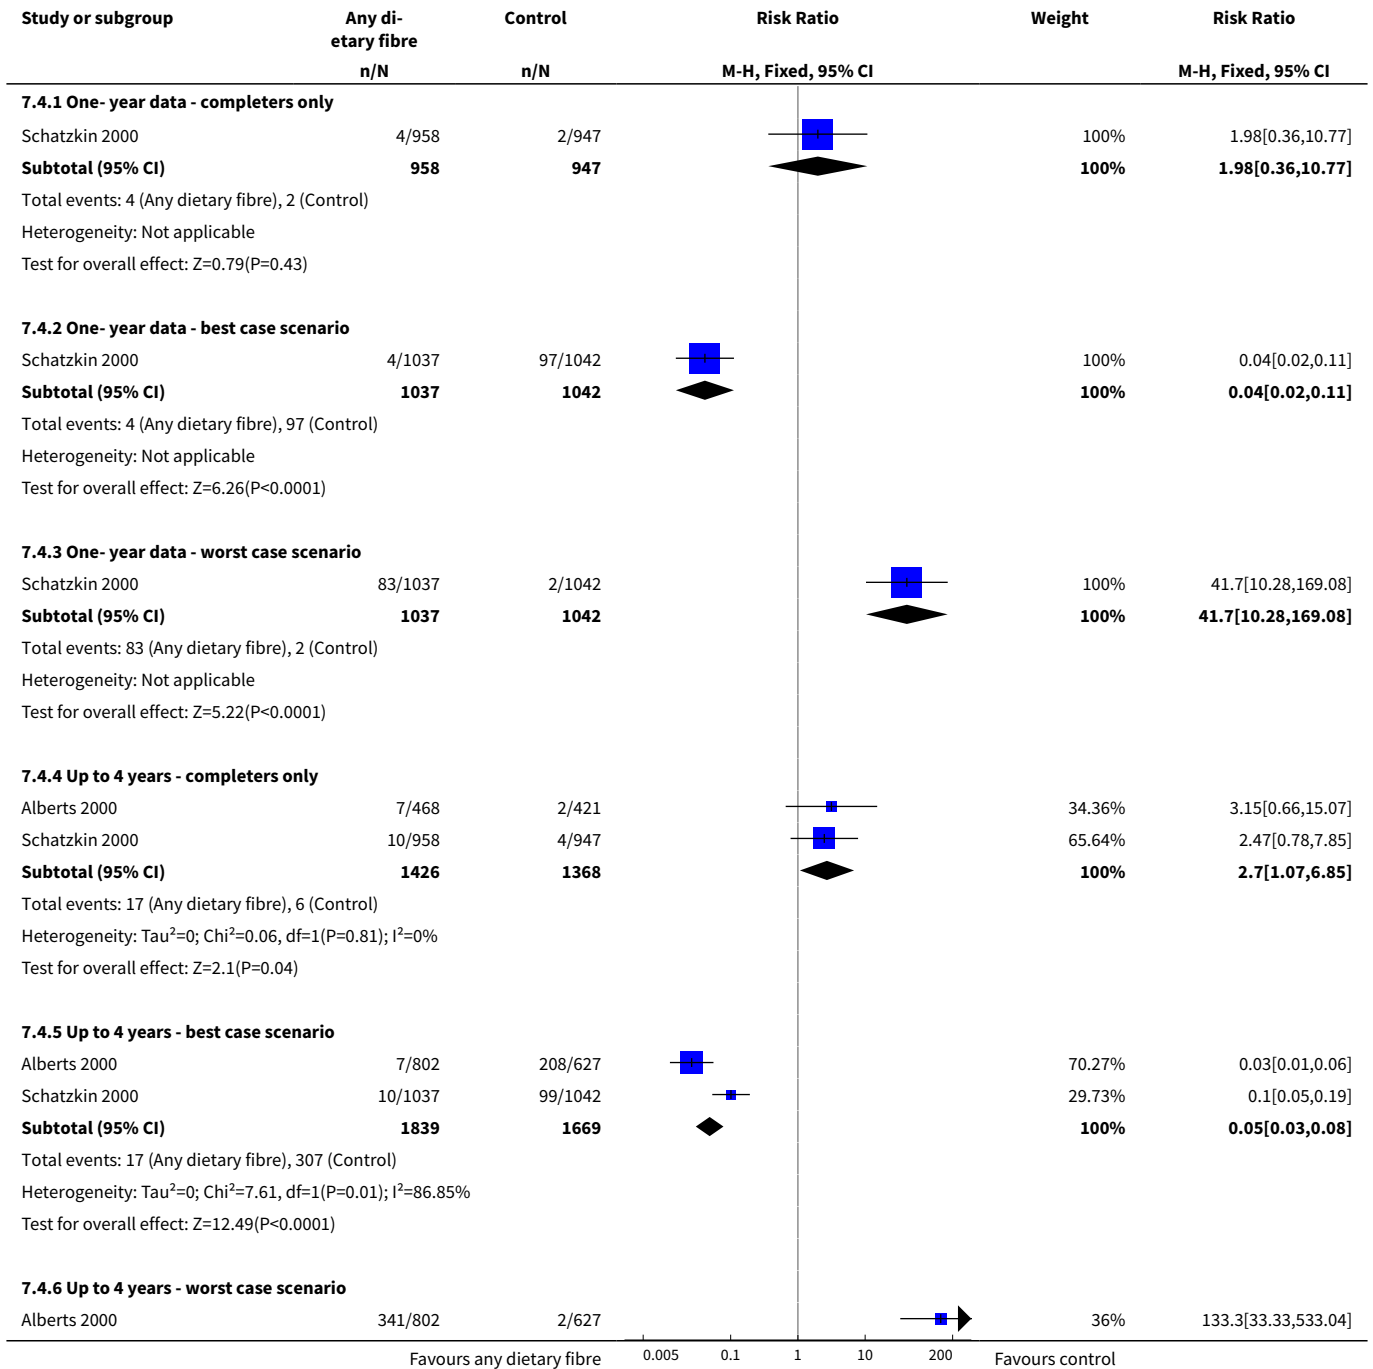 Study or subgroup Any di- Control Risk Ratio Weight Risk Ratio
etary fibre
n/N n/N M-H, Fixed, 95% CI M-H, Fixed, 95% CI
7.4.1 One- year data - completers only
Schatzkin 2000 4/958 2/947 100% 1.98[0.36,10.77]
Subtotal (95% CI) 958 947 100% 1.98[0.36,10.77]
Total events: 4 (Any dietary fibre), 2 (Control)
Heterogeneity: Not applicable
Test for overall effect: Z=0.79(P=0.43)
7.4.2 One- year data - best case scenario
Schatzkin 2000 4/1037 97/1042 100% 0.04[0.02,0.11]
Subtotal (95% CI) 1037 1042 100% 0.04[0.02,0.11]
Total events: 4 (Any dietary fibre), 97 (Control)
Heterogeneity: Not applicable
Test for overall effect: Z=6.26(P<0.0001)
7.4.3 One- year data - worst case scenario
Schatzkin 2000 83/1037 2/1042 100% 41.7[10.28,169.08]
Subtotal (95% CI) 1037 1042 100% 41.7[10.28,169.08]
Total events: 83 (Any dietary fibre), 2 (Control)
Heterogeneity: Not applicable
Test for overall effect: Z=5.22(P<0.0001)
7.4.4 Up to 4 years - completers only
Alberts 2000 7/468 2/421 34.36% 3.15[0.66,15.07]
Schatzkin 2000 10/958 4/947 65.64% 2.47[0.78,7.85]
Subtotal (95% CI) 1426 1368 100% 2.7[1.07,6.85]
Total events: 17 (Any dietary fibre), 6 (Control)
Heterogeneity: Tau²=0; Chi²=0.06, df=1(P=0.81); I²=0%
Test for overall effect: Z=2.1(P=0.04)
7.4.5 Up to 4 years - best case scenario
Alberts 2000 7/802 208/627 70.27% 0.03[0.01,0.06]
Schatzkin 2000 10/1037 99/1042 29.73% 0.1[0.05,0.19]
Subtotal (95% CI) 1839 1669 100% 0.05[0.03,0.08]
Total events: 17 (Any dietary fibre), 307 (Control)
Heterogeneity: Tau²=0; Chi²=7.61, df=1(P=0.01); I²=86.85%
Test for overall effect: Z=12.49(P<0.0001)
7.4.6 Up to 4 years - worst case scenario
Alberts 2000 341/802 2/627 36% 133.3[33.33,533.04]
Favours any dietary fibre 0.005 0.1 1 10 200 Favours control